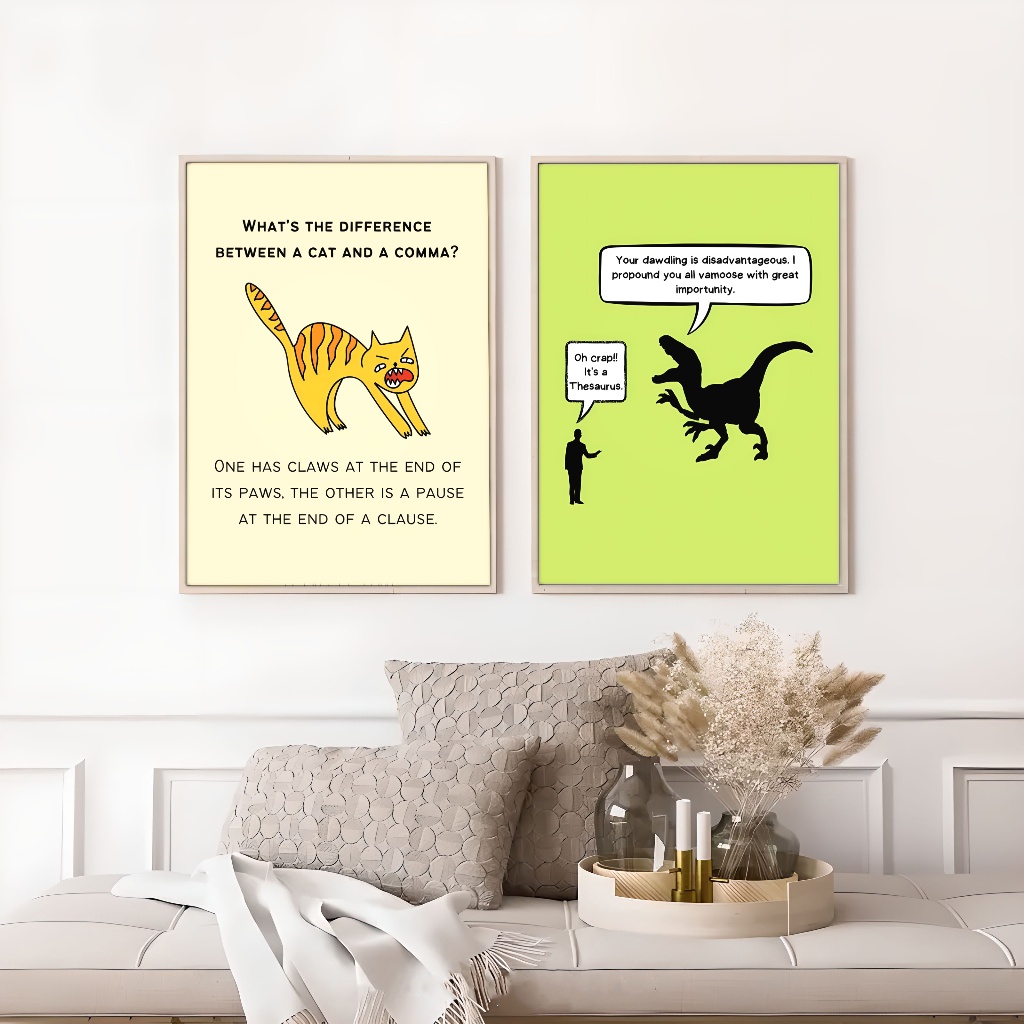 WHAT'S THE DIFFERENCE
BETWEEN A CAT AND A COMMA?
ONE HAS CLAWS AT THE END OF
ITS PAWS, THE OTHER IS A PAUSE
AT THE END OF A CLAUSE.
Your dawdling is disadvantageous. I
propound you all vamoose with great
importunity.
Oh crap!!
It's a
Thesaurus.